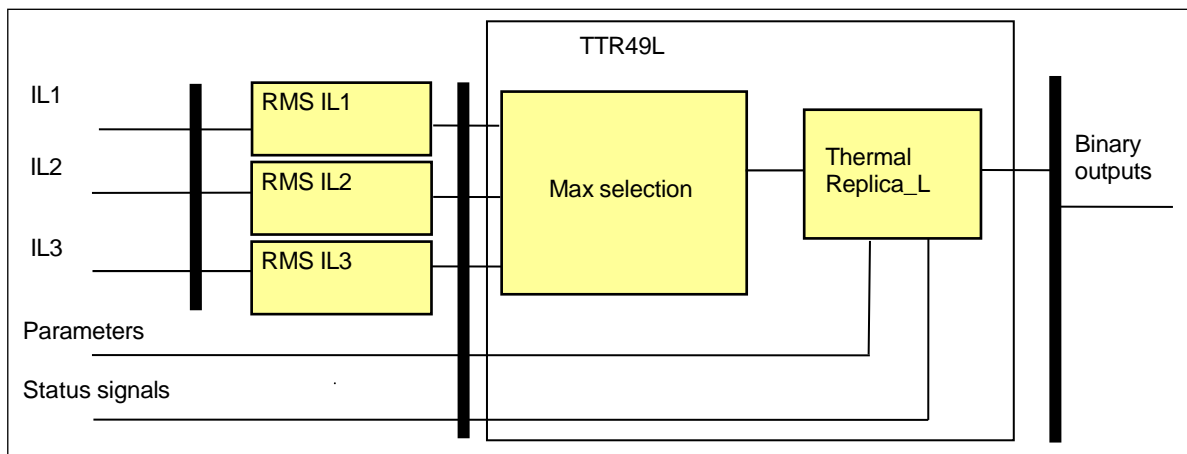 TTR49L
IL1
RMS IL1
IL2
RMS IL2
IL3
RMS IL3
Max selection
Thermal
Replica_L
Binary
outputs
Parameters
Status signals